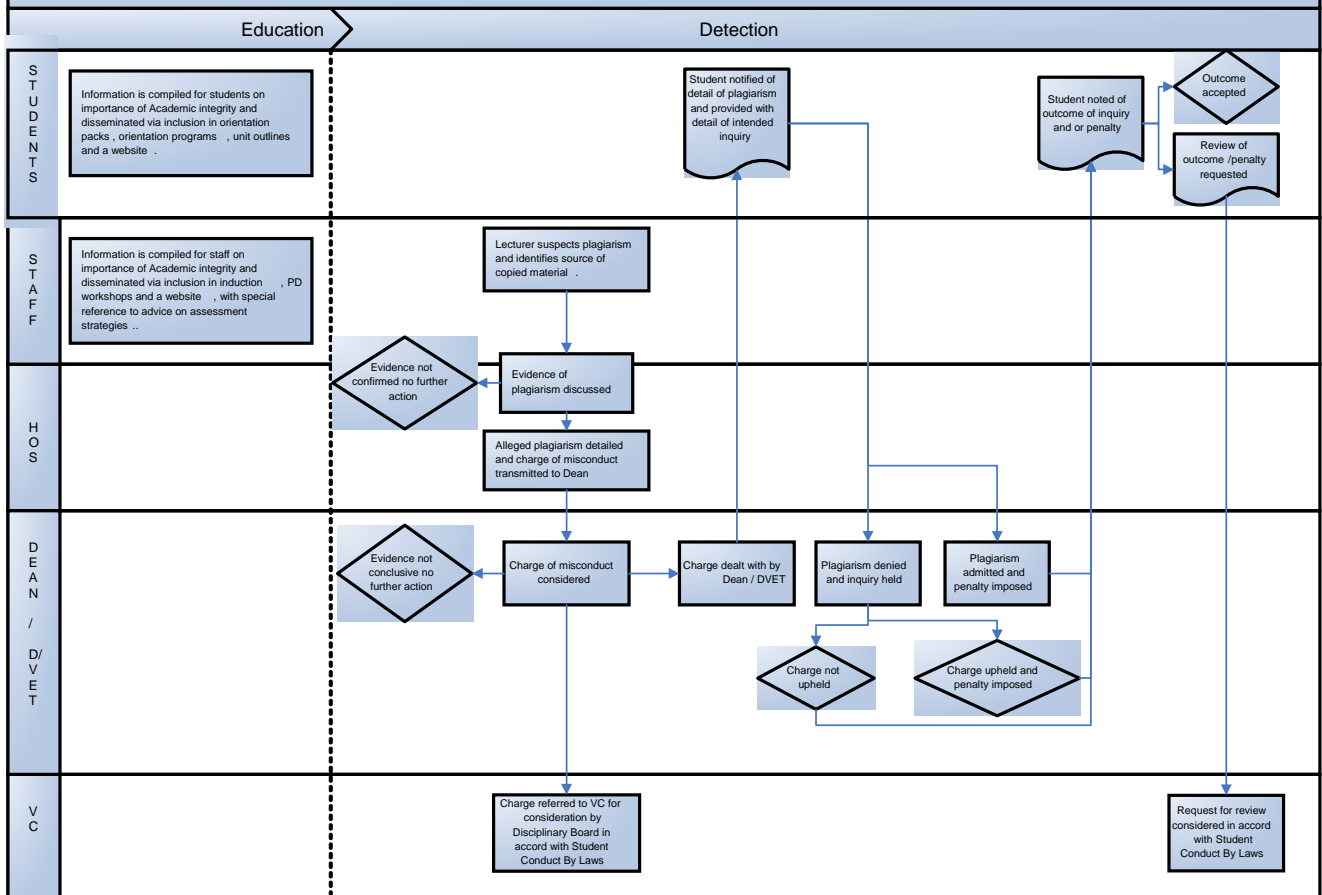 Education
Detection
STUDENTS
Information is compiled for students on
importance of Academic integrity and
disseminated via inclusion in orientation
packs , orientation programs , unit outlines
and a website .
Student notified of
detail of plagiarism
and provided with
detail of intended
inquiry
Student noted of
outcome of inquiry
and or penalty
Outcome
accepted
Review of
outcome /penalty
requested
STAFF
Information is compiled for staff on
importance of Academic integrity and
disseminated via inclusion in induction , PD
workshops and a website , with special
reference to advice on assessment
strategies ..
Lecturer suspects plagiarism
and identifies source of
copied material .
HOS
Evidence not
confirmed no further
action
Evidence of
plagiarism discussed
Alleged plagiarism detailed
and charge of misconduct
transmitted to Dean
DEAN / D/VET
Evidence not
conclusive no
further action
Charge of misconduct
considered
Charge dealt with by
Dean / DVET
Plagiarism denied
and inquiry held
Plagiarism
admitted and
penalty imposed
Charge not
upheld
Charge upheld and
penalty imposed
VC
Charge referred to VC for
consideration by
Disciplinary Board in
accord with Student
Conduct By Laws
Request for review
considered in accord
with Student
Conduct By Laws